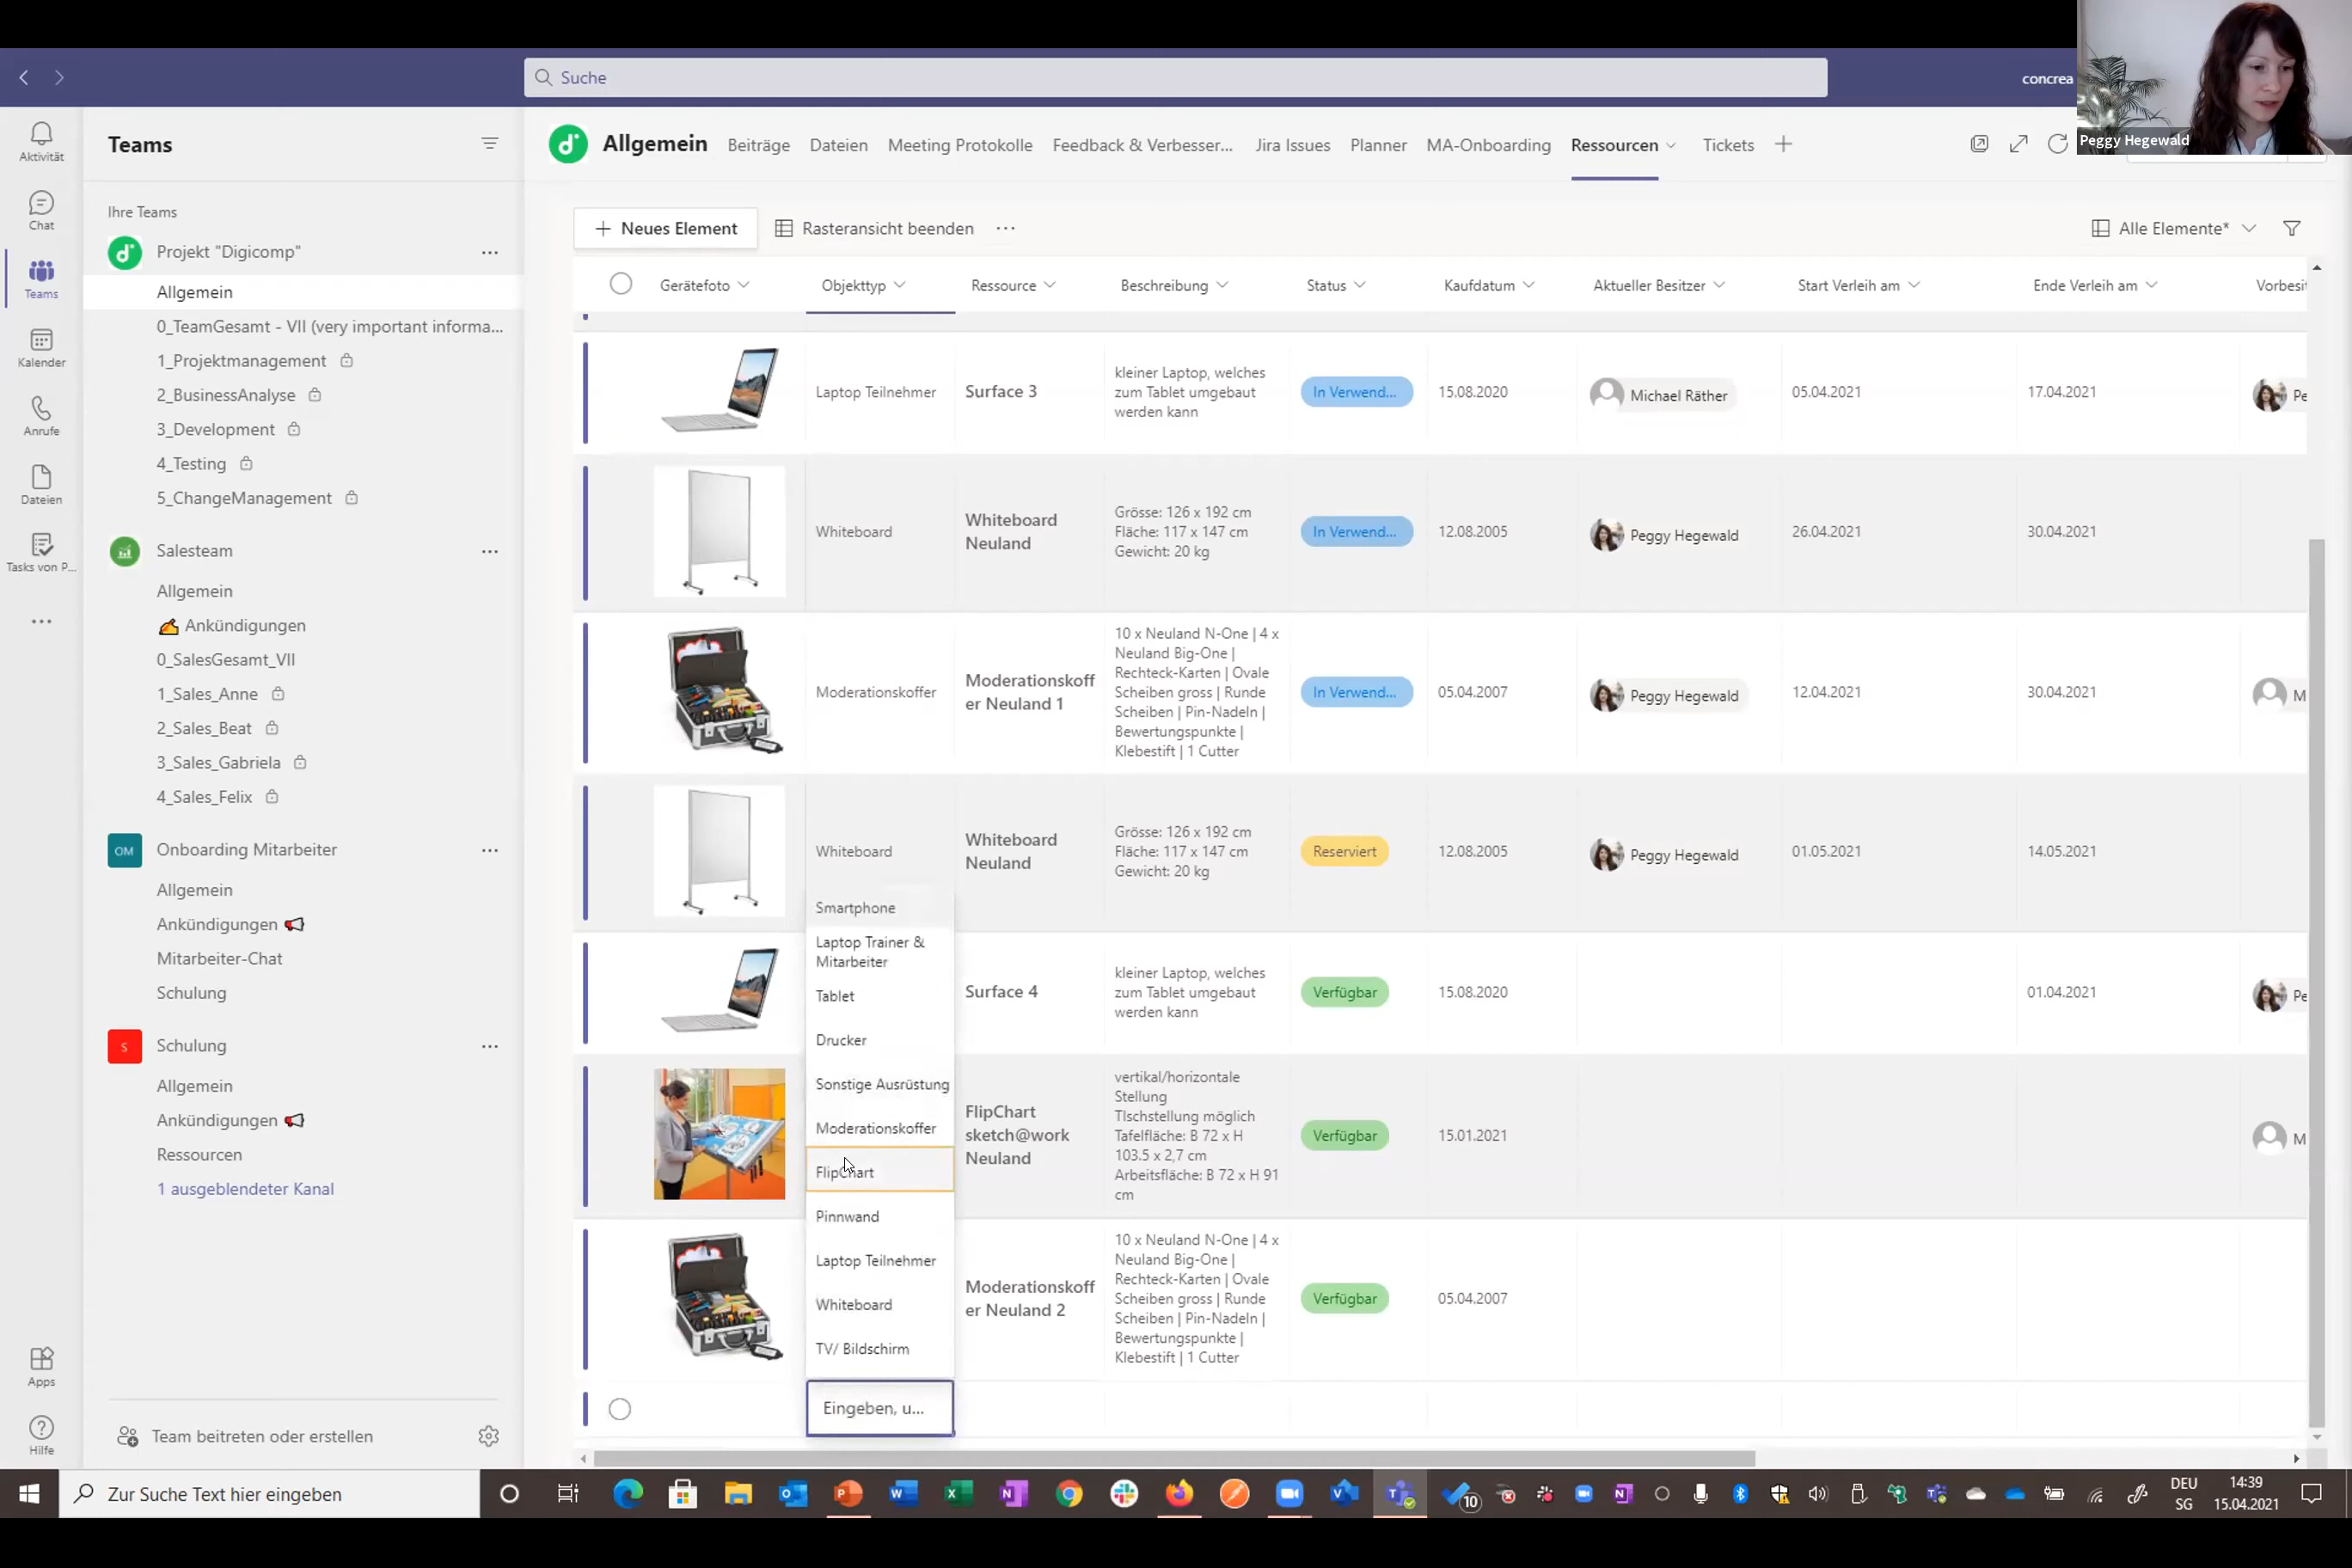 Suche
concrea
Peggy Hegewald
Aktivität
Chat
Teams
Kalender
Anrufe
Dateien
Tasks von P...
Apps
Hilfe
Teams
Ihre Teams
Projekt "Digicomp"
Allgemein
0_TeamGesamt - VII (very important informa...
1_Projektmanagement
2_BusinessAnalyse
3_Development
4_Testing
5_ChangeManagement
Salesteam
Allgemein
Ankündigungen
0_SalesGesamt_VII
1_Sales_Anne
2_Sales_Beat
3_Sales_Gabriela
4_Sales_Felix
OM
Onboarding Mitarbeiter
Allgemein
Ankündigungen
Mitarbeiter-Chat
Schulung
S
Schulung
Allgemein
Ankündigungen
Ressourcen
1 ausgeblendeter Kanal
Team beitreten oder erstellen
Allgemein Beiträge Dateien Meeting Protokolle Feedback & Verbesser... Jira Issues Planner MA-Onboarding Ressourcen Tickets
Neues Element Rasteransicht beenden Alle Elemente*
Gerätefoto Objekttyp Ressource Beschreibung Status Kaufdatum Aktueller Besitzer Start Verleih am Ende Verleih am Vorbesit
Laptop Teilnehmer
Surface 3
kleiner Laptop, welches
zum Tablet umgebaut
werden kann
In Verwend...
15.08.2020
Michael Räther
05.04.2021
17.04.2021
Pe
Whiteboard
Whiteboard
Neuland
Grösse: 126 x 192 cm
Fläche: 117 x 147 cm
Gewicht: 20 kg
In Verwend...
12.08.2005
Peggy Hegewald
26.04.2021
30.04.2021
Moderationskoffer
Moderationskoff
er Neuland 1
10 x Neuland N-One | 4 x
Neuland Big-One |
Rechteck-Karten | Ovale
Scheiben gross | Runde
Scheiben | Pin-Nadeln |
Bewertungspunkte |
Klebestift | 1 Cutter
In Verwend...
05.04.2007
Peggy Hegewald
12.04.2021
30.04.2021
M
Whiteboard
Whiteboard
Neuland
Grösse: 126 x 192 cm
Fläche: 117 x 147 cm
Gewicht: 20 kg
Reserviert
12.08.2005
Peggy Hegewald
01.05.2021
14.05.2021
Smartphone
Laptop Trainer &
Mitarbeiter
Tablet
Drucker
Sonstige Ausrüstung
Moderationskoffer
FlipChart
Pinnwand
Laptop Teilnehmer
Whiteboard
TV/ Bildschirm
Eingeben, u...
Surface 4
kleiner Laptop, welches
zum Tablet umgebaut
werden kann
Verfügbar
15.08.2020
01.04.2021
Pe
FlipChart
sketch@work
Neuland
vertikal/horizontale
Stellung
TIschstellung möglich
Tafelfläche: B 72 x H
103.5 x 2,7 cm
Arbeitsfläche: B 72 x H 91
cm
Verfügbar
15.01.2021
M
Moderationskoff
er Neuland 2
10 x Neuland N-One | 4 x
Neuland Big-One |
Rechteck-Karten | Ovale
Scheiben gross | Runde
Scheiben | Pin-Nadeln |
Bewertungspunkte |
Klebestift | 1 Cutter
Verfügbar
05.04.2007
Zur Suche Text hier eingeben
10
DEU
SG
14:39
15.04.2021